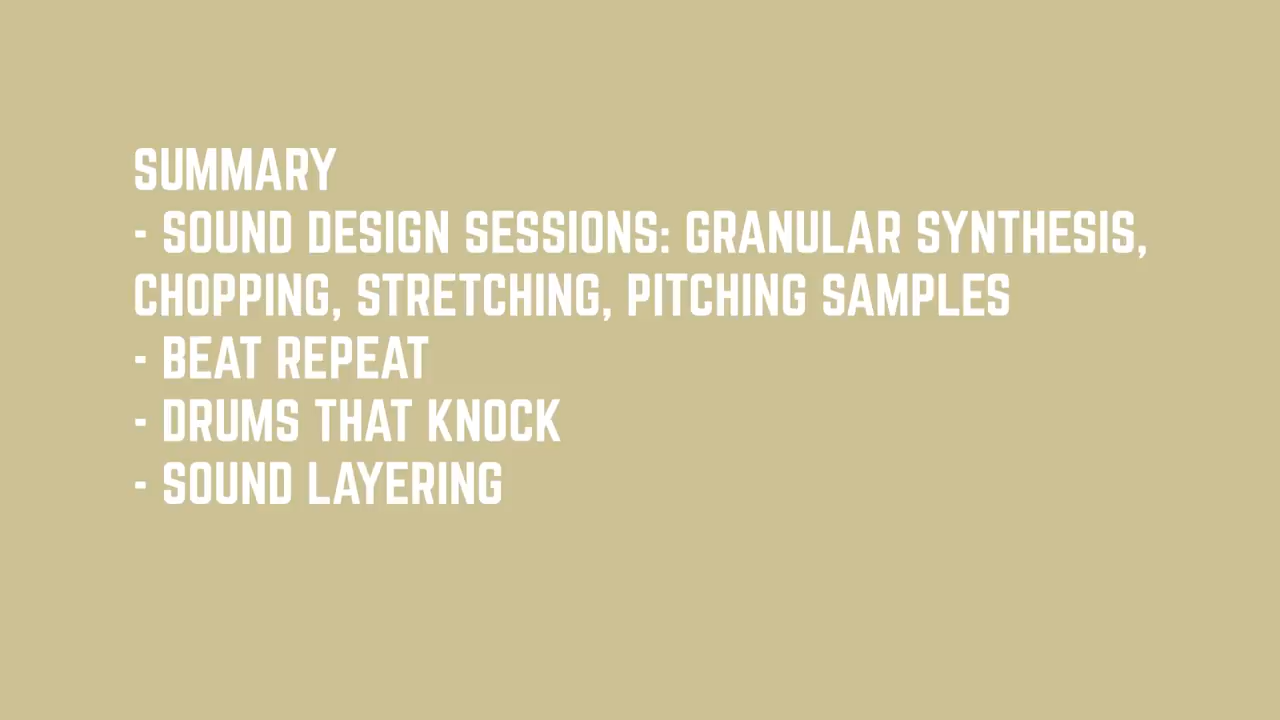 SUMMARY
- SOUND DESIGN SESSIONS: GRANULAR SYNTHESIS,
CHOPPING, STRETCHING, PITCHING SAMPLES
- BEAT REPEAT
- DRUMS THAT KNOCK
- SOUND LAYERING